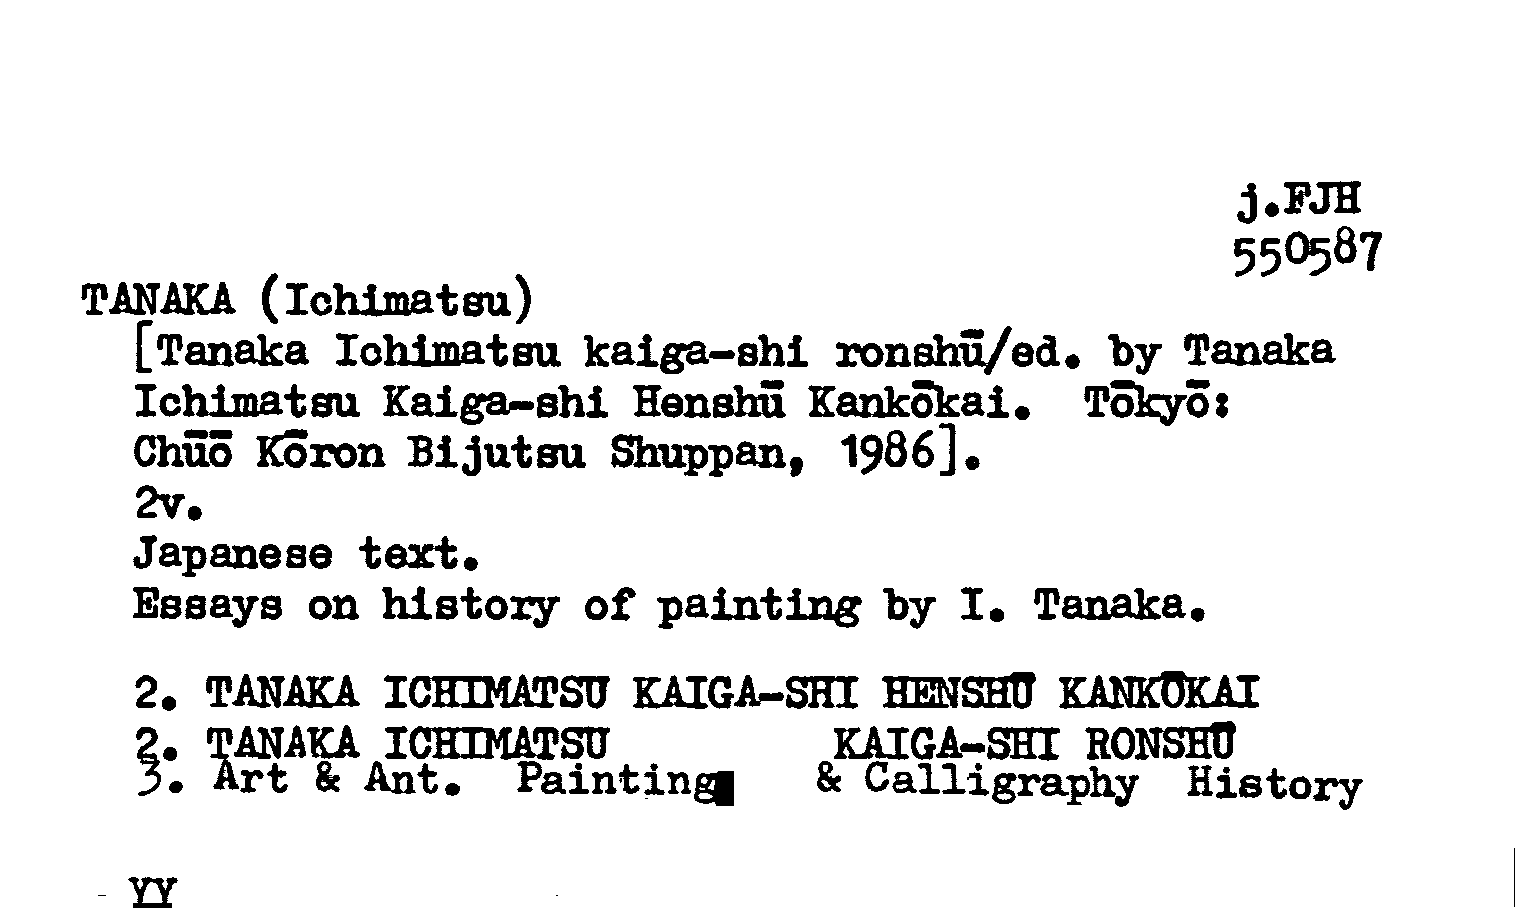 j.FJH
550587
TANAKA (Ichimatsu)
[Tanaka Ichimatsu kaiga-shi ronshū/ed. by Tanaka
Ichimatsu Kaiga-shi Henshū Kankōkai. Tōkyō:
Chūō Kōron Bijutsu Shuppan, 1986].
2v.
Japanese text.
Essays on history of painting by I. Tanaka.
2. TANAKA ICHIMATSU KAIGA-SHI HENSHŪ KANKŌKAI
2. TANAKA ICHIMATSU KAIGA-SHI RONSHŪ
3. Art & Ant. Painting & Calligraphy History
YY